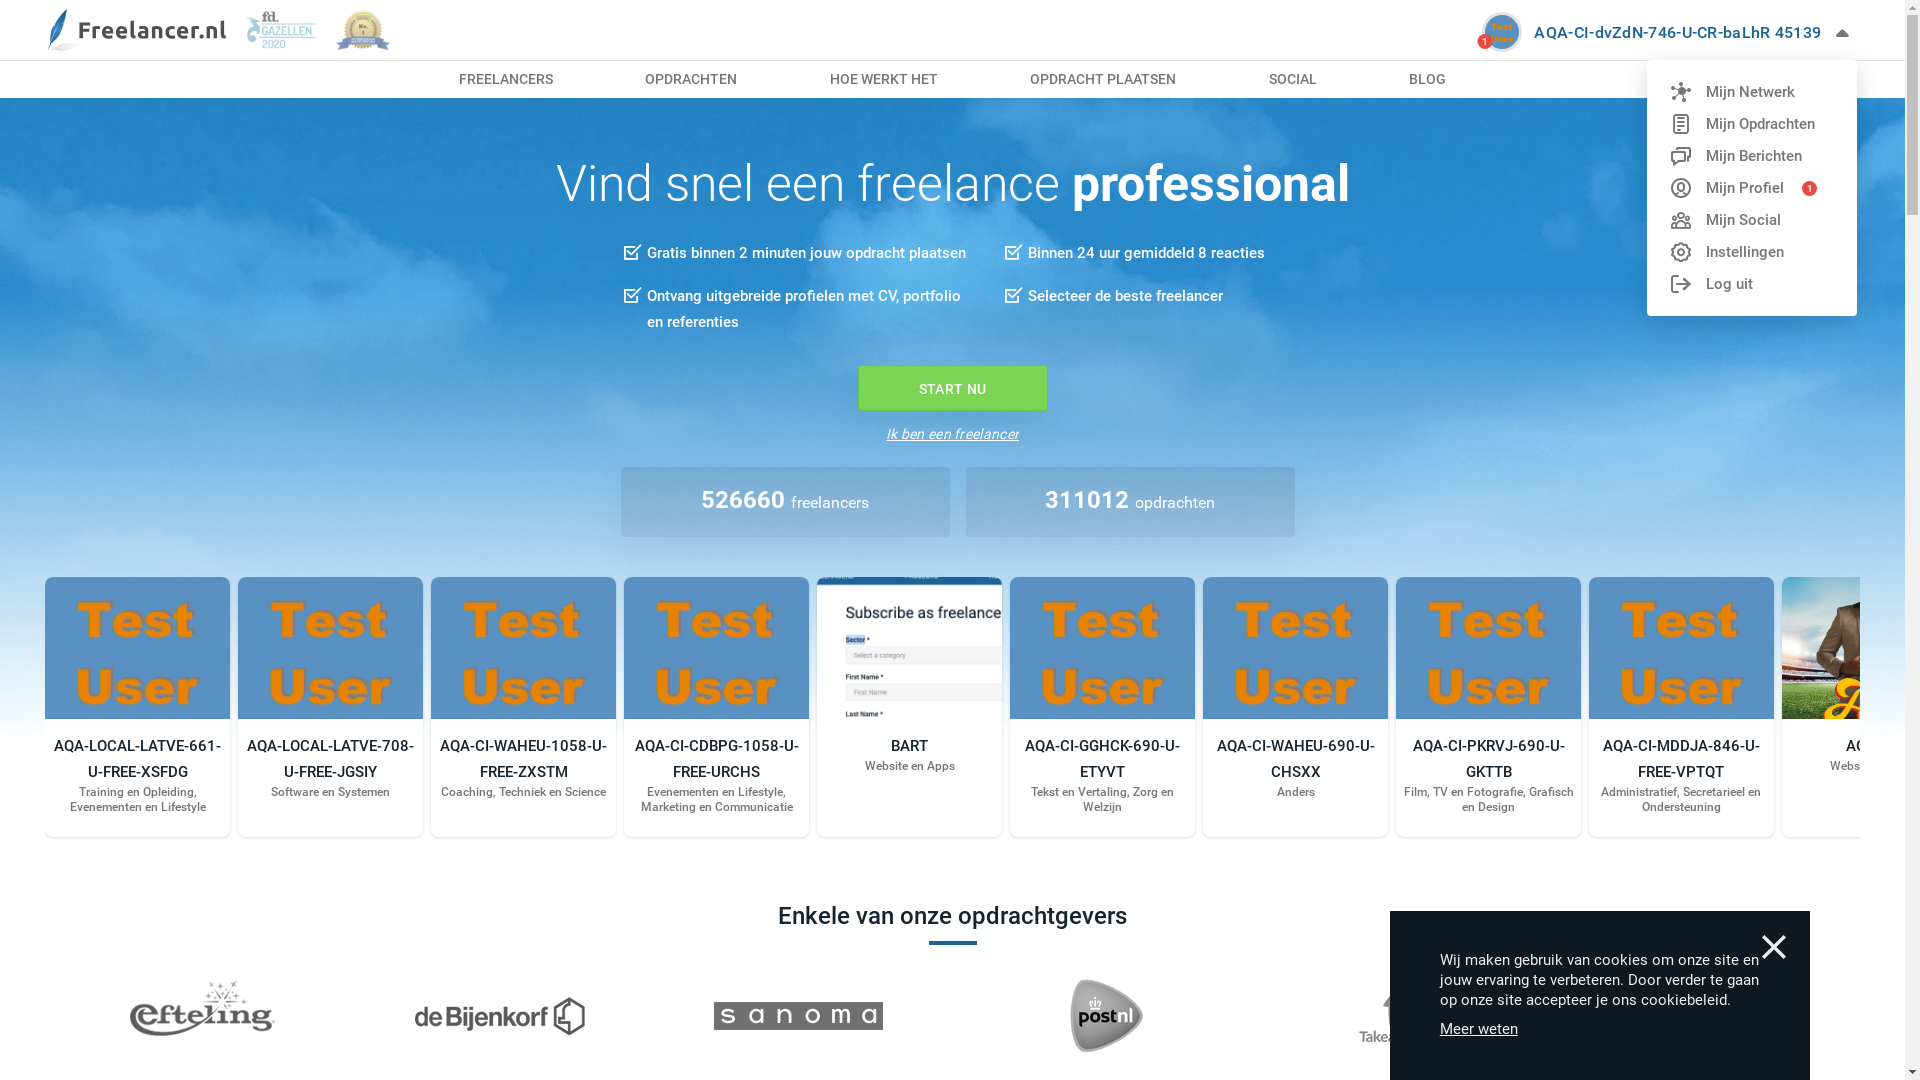 Freelancer.nl
fd.
GAZELLEN
2020
No.
1
1
Test
User
AQA-CI-dvZdN-746-U-CR-baLhR 45139
FREELANCERS
OPDRACHTEN
HOE WERKT HET
OPDRACHT PLAATSEN
SOCIAL
BLOG
Mijn Netwerk
Mijn Opdrachten
Mijn Berichten
Mijn Profiel 1
Mijn Social
Instellingen
Log uit
Vind snel een freelance professional
Gratis binnen 2 minuten jouw opdracht plaatsen
Binnen 24 uur gemiddeld 8 reacties
Ontvang uitgebreide profielen met CV, portfolio
en referenties
Selecteer de beste freelancer
START NU
Ik ben een freelancer
526660 freelancers
311012 opdrachten
Test
User
AQA-LOCAL-LATVE-661-
U-FREE-XSFDG
Training en Opleiding,
Evenementen en Lifestyle
Test
User
AQA-LOCAL-LATVE-708-
U-FREE-JGSIY
Software en Systemen
Test
User
AQA-CI-WAHEU-1058-U-
FREE-ZXSTM
Coaching, Techniek en Science
Test
User
AQA-CI-CDBPG-1058-U-
FREE-URCHS
Evenementen en Lifestyle,
Marketing en Communicatie
Subscribe as freelance
Sector *
Select a category
First Name *
First Name
Last Name *
BART
Website en Apps
Test
User
AQA-CI-GGHCK-690-U-
ETYVT
Tekst en Vertaling, Zorg en
Welzijn
Test
User
AQA-CI-WAHEU-690-U-
CHSXX
Anders
Test
User
AQA-CI-PKRVJ-690-U-
GKTTB
Film, TV en Fotografie, Grafisch
en Design
Test
User
AQA-CI-MDDJA-846-U-
FREE-VPTQT
Administratief, Secretarieel en
Ondersteuning
Enkele van onze opdrachtgevers
efteling
de Bijenkorf
sanoma
postnl
Wij maken gebruik van cookies om onze site en
jouw ervaring te verbeteren. Door verder te gaan
op onze site accepteer je ons cookiebeleid.
Meer weten